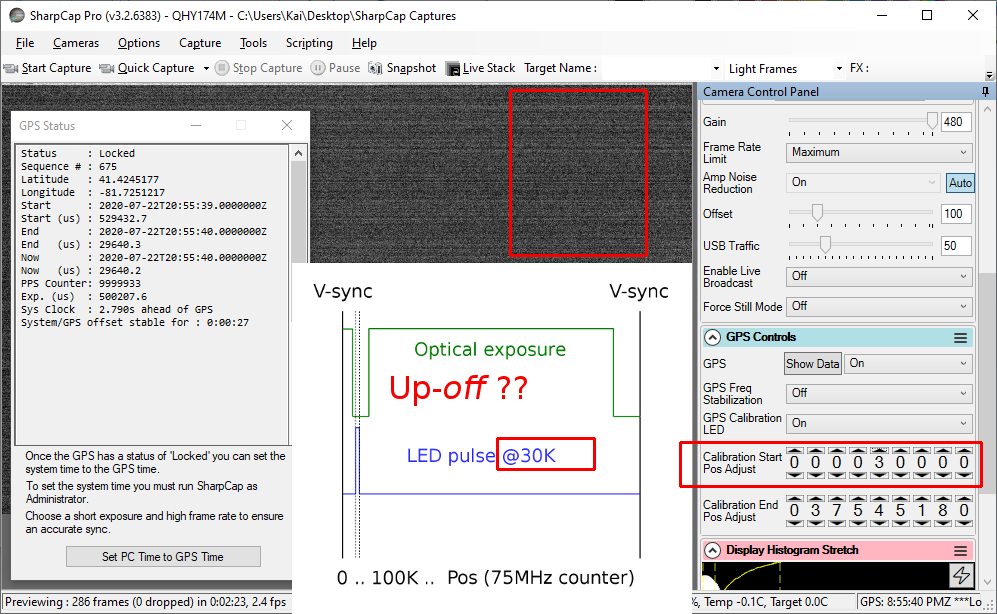 SharpCap Pro (v3.2.6383) - QHY174M - C:\Users\Kai\Desktop\SharpCap Captures
File Cameras Options Capture Tools Scripting Help
Start Capture Quick Capture Stop Capture Pause Snapshot Live Stack Target Name : Light Frames FX :
GPS Status
Status : Locked
Sequence # : 675
Latitude : 41.4245177
Longitude : -81.7251217
Start : 2020-07-22T20:55:39.0000000Z
Start (us) : 529432.7
End : 2020-07-22T20:55:40.0000000Z
End (us) : 29640.3
Now : 2020-07-22T20:55:40.0000000Z
Now (us) : 29640.2
PPS Counter: 9999933
Exp. (us) : 500207.6
Sys Clock : 2.790s ahead of GPS
System/GPS offset stable for : 0:00:27
Once the GPS has a status of 'Locked' you can set the
system time to the GPS time.
To set the system time you must run SharpCap as
Administrator.
Choose a short exposure and high frame rate to ensure
an accurate sync.
Set PC Time to GPS Time
V-sync V-sync
Optical exposure
Up-off ??
LED pulse @30K
0 .. 100K .. Pos (75MHz counter)
Camera Control Panel
Gain 480
Frame Rate
Limit Maximum
Amp Noise
Reduction On Auto
Offset 100
USB Traffic 50
Enable Live
Broadcast Off
Force Still Mode Off
GPS Controls
GPS Show Data On
GPS Freq
Stabilization Off
GPS Calibration
LED On
Calibration Start
Pos Adjust 0 0 0 0 3 0 0 0 0
Calibration End
Pos Adjust 0 3 7 5 4 5 1 8 0
Display Histogram Stretch
Previewing : 286 frames (0 dropped) in 0:02:23, 2.4 fps %, Temp -0.1C, Target 0.0C GPS: 8:55:40 PMZ ***Lo